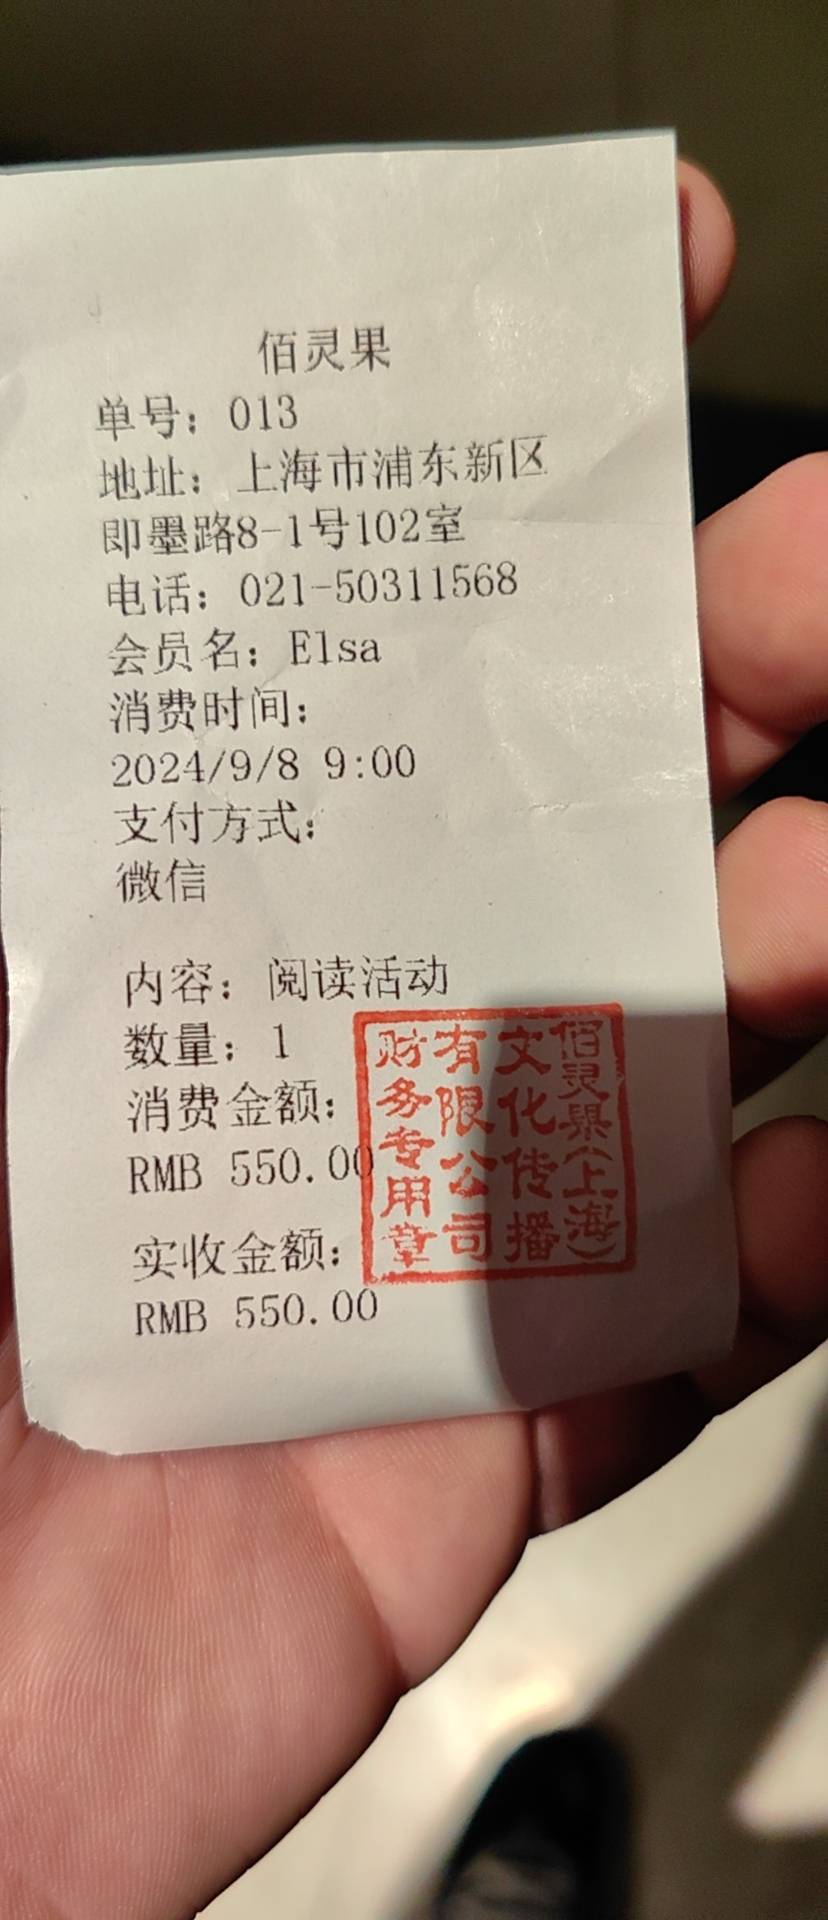 佰灵果
单号：013
地址：上海市浦东新区
即墨路8-1号102室
电话：021-50311568
会员名：Elsa
消费时间：
2024/9/8 9:00
支付方式：
微信
内容：阅读活动
数量：1
消费金额：
RMB 550.00
实收金额：
RMB 550.00
佰灵果(上海)
文化传播
有限公司
财务专用章